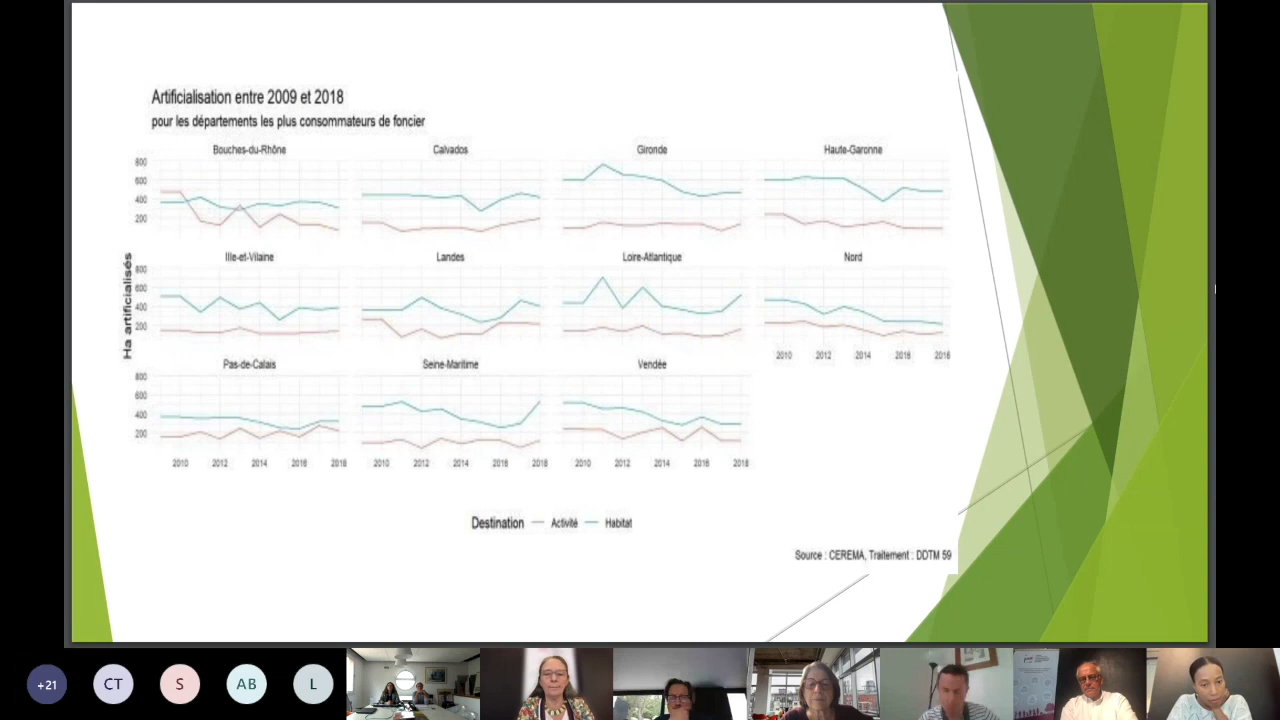 Artificialisation entre 2009 et 2018
pour les départements les plus consommateurs de foncier
Bouches-du-Rhône Calvados Gironde Haute-Garonne
800
600
400
200
Ille-et-Vilaine Landes Loire-Atlantique Nord
800
600
400
200
2010 2012 2014 2016 2018
Pas-de-Calais Seine-Maritime Vendée
800
600
400
200
2010 2012 2014 2016 2018 2010 2012 2014 2016 2018 2010 2012 2014 2016 2018
Ha artificialisés
Destination Activité Habitat
Source : CEREMA, Traitement : DDTM 59
+21 CT S AB L